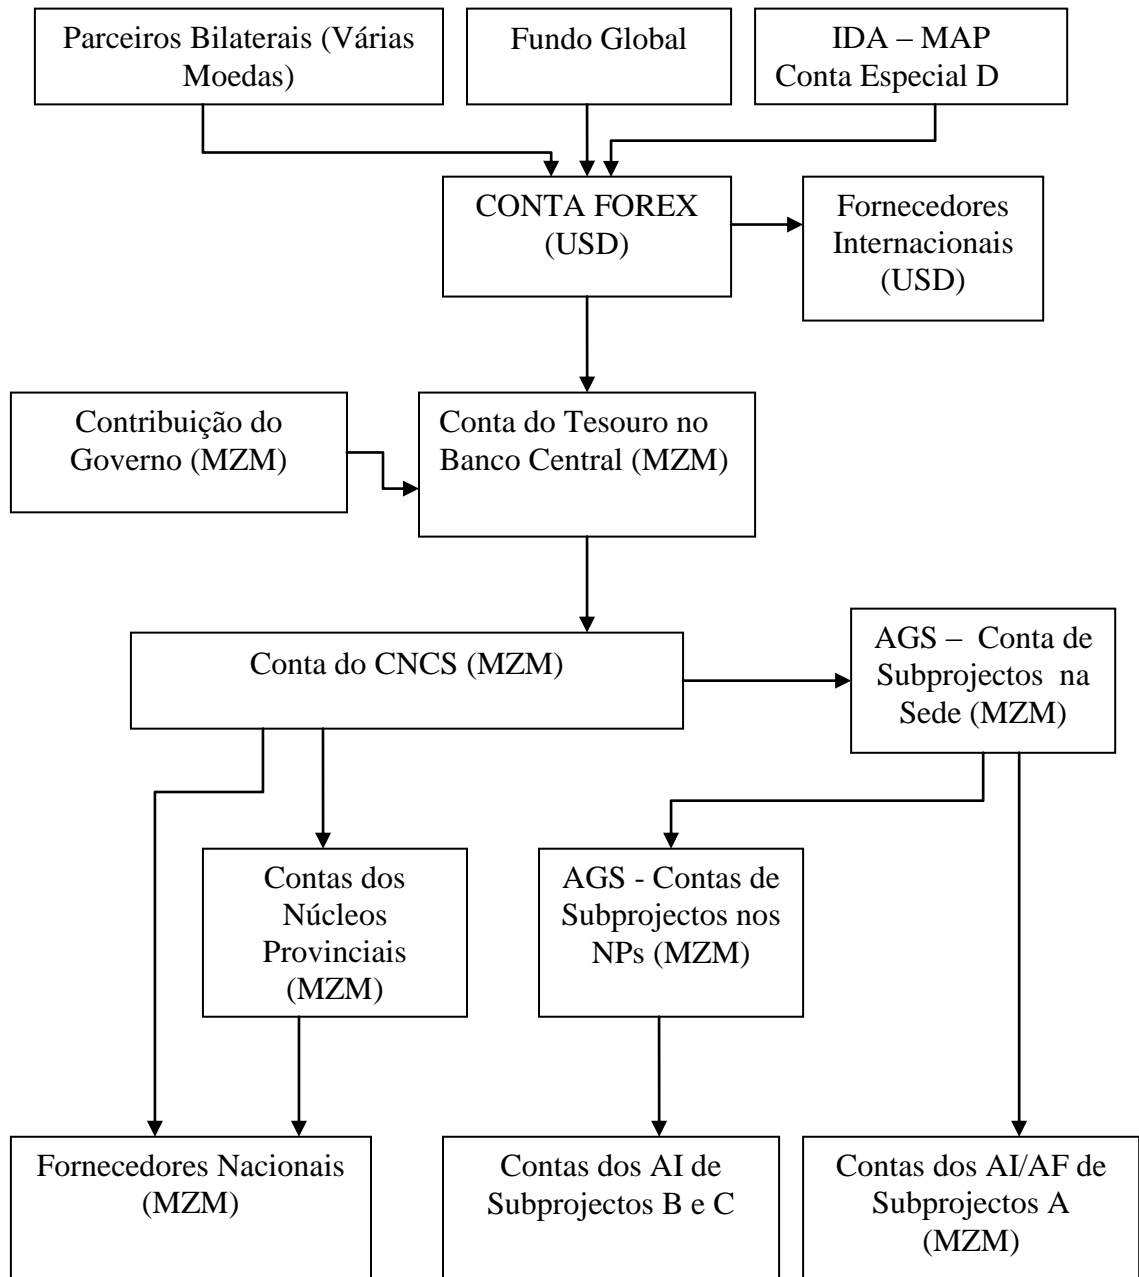 Parceiros Bilaterais (Várias
Moedas)
Fundo Global
IDA – MAP
Conta Especial D
CONTA FOREX
(USD)
Fornecedores
Internacionais
(USD)
Contribuição do
Governo (MZM)
Conta do Tesouro no
Banco Central (MZM)
Conta do CNCS (MZM)
AGS – Conta de
Subprojectos na
Sede (MZM)
Contas dos
Núcleos
Provinciais
(MZM)
AGS - Contas de
Subprojectos nos
NPs (MZM)
Fornecedores Nacionais
(MZM)
Contas dos AI de
Subprojectos B e C
Contas dos AI/AF de
Subprojectos A
(MZM)